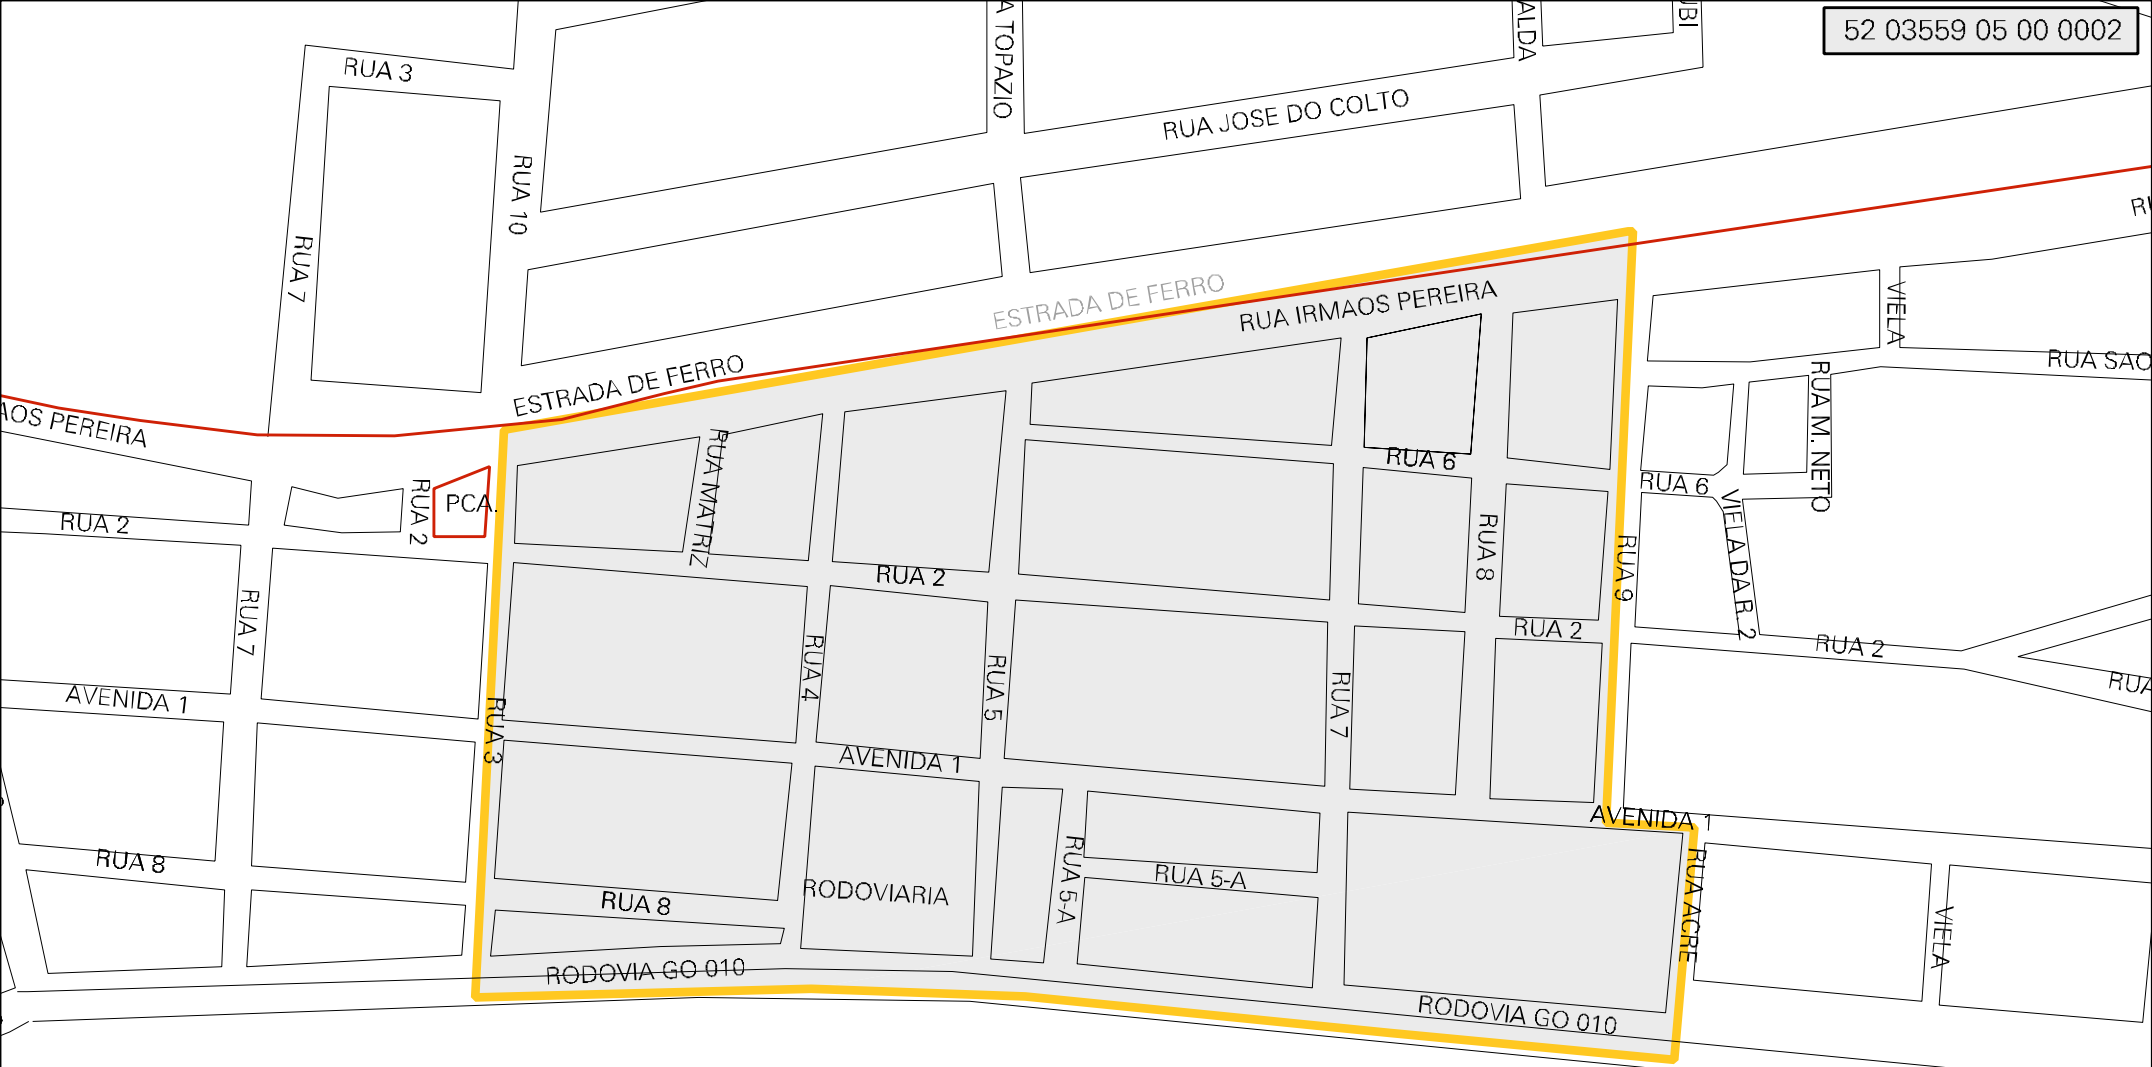 52 03559 05 00 0002
RUA 3
A TOPAZIO
ALDA
UBI
RUA JOSE DO COLTO
RUA 10
RUA 7
ESTRADA DE FERRO
RUA IRMAOS PEREIRA
VIELA
ESTRADA DE FERRO
RUA SAO
AOS PEREIRA
RUA M. NETO
RUA MATRIZ
RUA 6
RUA 6
RUA 2
PCA.
RUA 2
RUA 8
RUA 9
VIELA DA R. 2
RUA 2
RUA 2
RUA 2
RUA 7
RUA 4
RUA 5
RUA 7
RUA
AVENIDA 1
RUA 3
AVENIDA 1
AVENIDA 1
RUA 8
RUA 5-A
RUA 5-A
RUA ACRE
RODOVIARIA
RUA 8
VIELA
RODOVIA GO 010
RODOVIA GO 010